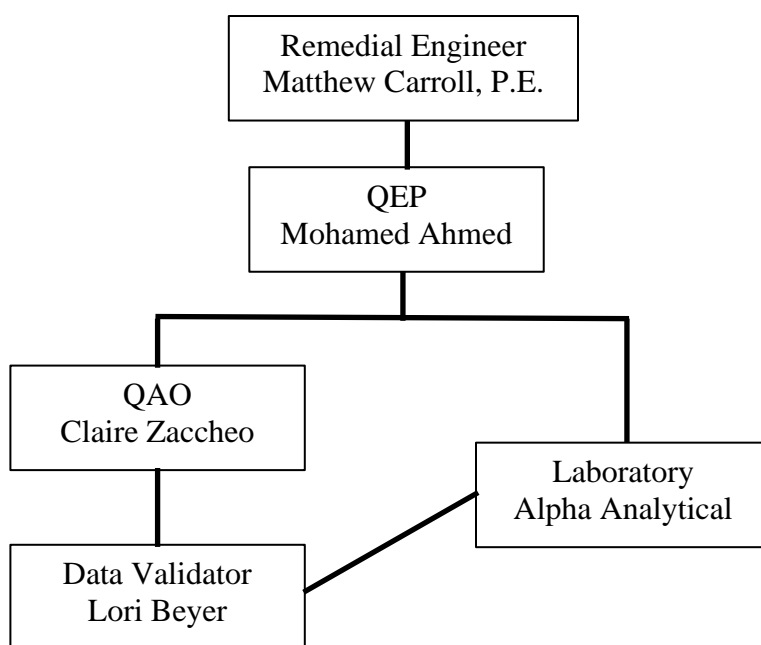 Remedial Engineer
Matthew Carroll, P.E.
QEP
Mohamed Ahmed
QAO
Claire Zaccheo
Laboratory
Alpha Analytical
Data Validator
Lori Beyer